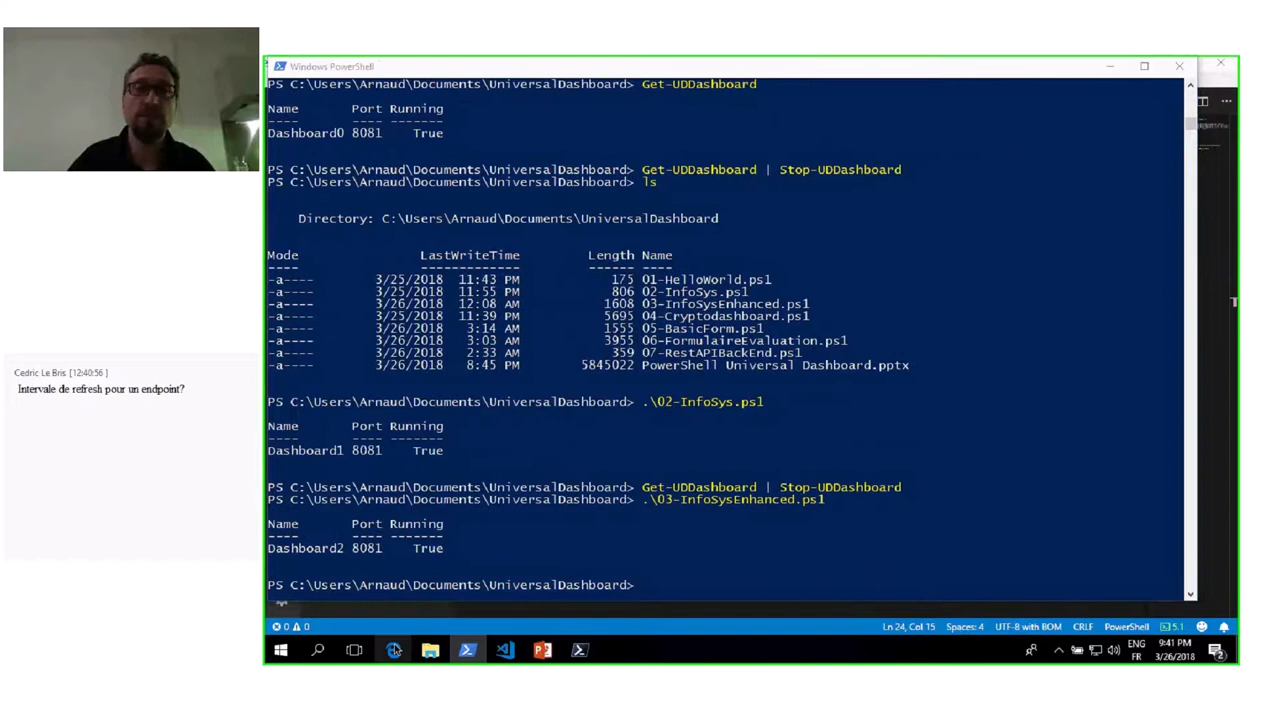 Windows PowerShell
PS C:\Users\Arnaud\Documents\UniversalDashboard> Get-UDDashboard
Name Port Running
---- ---- -------
Dashboard0 8081 True
PS C:\Users\Arnaud\Documents\UniversalDashboard> Get-UDDashboard | Stop-UDDashboard
PS C:\Users\Arnaud\Documents\UniversalDashboard> ls
Directory: C:\Users\Arnaud\Documents\UniversalDashboard
Mode LastWriteTime Length Name
---- ------------- ------ ----
-a---- 3/25/2018 11:43 PM 175 01-HelloWorld.ps1
-a---- 3/25/2018 11:55 PM 806 02-InfoSys.ps1
-a---- 3/26/2018 12:08 AM 1608 03-InfoSysEnhanced.ps1
-a---- 3/25/2018 11:39 PM 5695 04-Cryptodashboard.ps1
-a---- 3/26/2018 3:14 AM 1555 05-BasicForm.ps1
-a---- 3/26/2018 3:03 AM 3955 06-FormulaireEvaluation.ps1
-a---- 3/26/2018 2:33 AM 359 07-RestAPIBackEnd.ps1
-a---- 3/26/2018 8:45 PM 5845022 PowerShell Universal Dashboard.pptx
PS C:\Users\Arnaud\Documents\UniversalDashboard> .\02-InfoSys.ps1
Name Port Running
---- ---- -------
Dashboard1 8081 True
PS C:\Users\Arnaud\Documents\UniversalDashboard> Get-UDDashboard | Stop-UDDashboard
PS C:\Users\Arnaud\Documents\UniversalDashboard> .\03-InfoSysEnhanced.ps1
Name Port Running
---- ---- -------
Dashboard2 8081 True
PS C:\Users\Arnaud\Documents\UniversalDashboard>
Cedric Le Bris [12:40:56 ]
Intervale de refresh pour un endpoint?
0 0 Ln 24, Col 15 Spaces: 4 UTF-8 with BOM CRLF PowerShell 5.1
ENG 9:41 PM
FR 3/26/2018 2